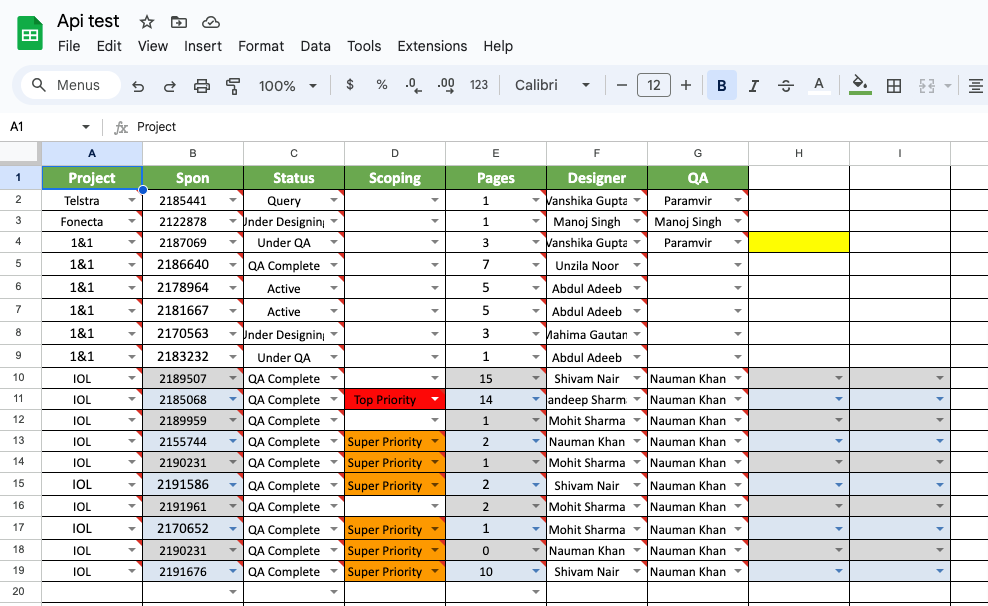 Api test
File Edit View Insert Format Data Tools Extensions Help
Menus 100% $ % .0 .00 123 Calibri 12 B I S A
A1 fx Project
A B C D E F G H I
1 Project Spon Status Scoping Pages Designer QA
2 Telstra 2185441 Query 1 Vanshika Gupta Paramvir
3 Fonecta 2122878 Under Designing 1 Manoj Singh Manoj Singh
4 1&1 2187069 Under QA 3 Vanshika Gupta Paramvir
5 1&1 2186640 QA Complete 7 Unzila Noor
6 1&1 2178964 Active 5 Abdul Adeeb
7 1&1 2181667 Active 5 Abdul Adeeb
8 1&1 2170563 Under Designing 3 Mahima Gautan
9 1&1 2183232 Under QA 1 Abdul Adeeb
10 IOL 2189507 QA Complete 15 Shivam Nair Nauman Khan
11 IOL 2185068 QA Complete Top Priority 14 andeep Sharm Nauman Khan
12 IOL 2189959 QA Complete 1 Mohit Sharma Nauman Khan
13 IOL 2155744 QA Complete Super Priority 2 Nauman Khan Nauman Khan
14 IOL 2190231 QA Complete Super Priority 1 Mohit Sharma Nauman Khan
15 IOL 2191586 QA Complete Super Priority 2 Shivam Nair Nauman Khan
16 IOL 2191961 QA Complete 2 Mohit Sharma Nauman Khan
17 IOL 2170652 QA Complete Super Priority 1 Mohit Sharma Nauman Khan
18 IOL 2190231 QA Complete Super Priority 0 Nauman Khan Nauman Khan
19 IOL 2191676 QA Complete Super Priority 10 Shivam Nair Nauman Khan
20